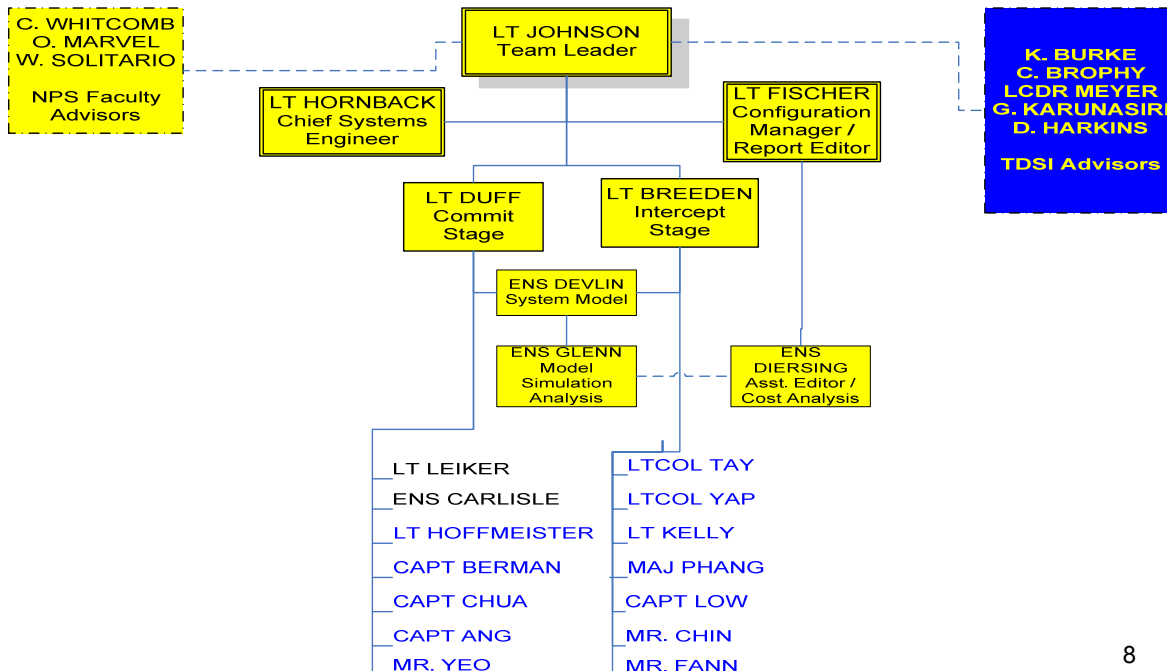 C. WHITCOMB
O. MARVEL
W. SOLITARIO
NPS Faculty
Advisors
LT JOHNSON
Team Leader
K. BURKE
C. BROPHY
LCDR MEYER
G. KARUNASIRI
D. HARKINS
TDSI Advisors
LT HORNBACK
Chief Systems
Engineer
LT FISCHER
Configuration
Manager /
Report Editor
LT DUFF
Commit
Stage
LT BREEDEN
Intercept
Stage
ENS DEVLIN
System Model
ENS GLENN
Model
Simulation
Analysis
ENS
DIERSING
Asst. Editor /
Cost Analysis
LT LEIKER
ENS CARLISLE
LT HOFFMEISTER
CAPT BERMAN
CAPT CHUA
CAPT ANG
MR. YEO
LTCOL TAY
LTCOL YAP
LT KELLY
MAJ PHANG
CAPT LOW
MR. CHIN
MR. FANN
8